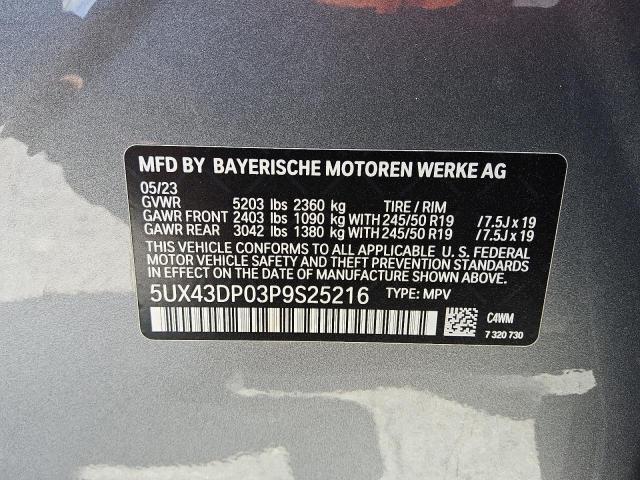 MFD BY BAYERISCHE MOTOREN WERKE AG
05/23
GVWR 5203 lbs 2360 kg TIRE / RIM
GAWR FRONT 2403 lbs 1090 kg WITH 245/50 R19 /7.5J x 19
GAWR REAR 3042 lbs 1380 kg WITH 245/50 R19 /7.5J x 19
THIS VEHICLE CONFORMS TO ALL APPLICABLE U. S. FEDERAL
MOTOR VEHICLE SAFETY AND THEFT PREVENTION STANDARDS
IN EFFECT ON THE DATE OF MANUFACTURE SHOWN ABOVE.
5UX43DP03P9S25216 TYPE: MPV
C4WM
7 320 730